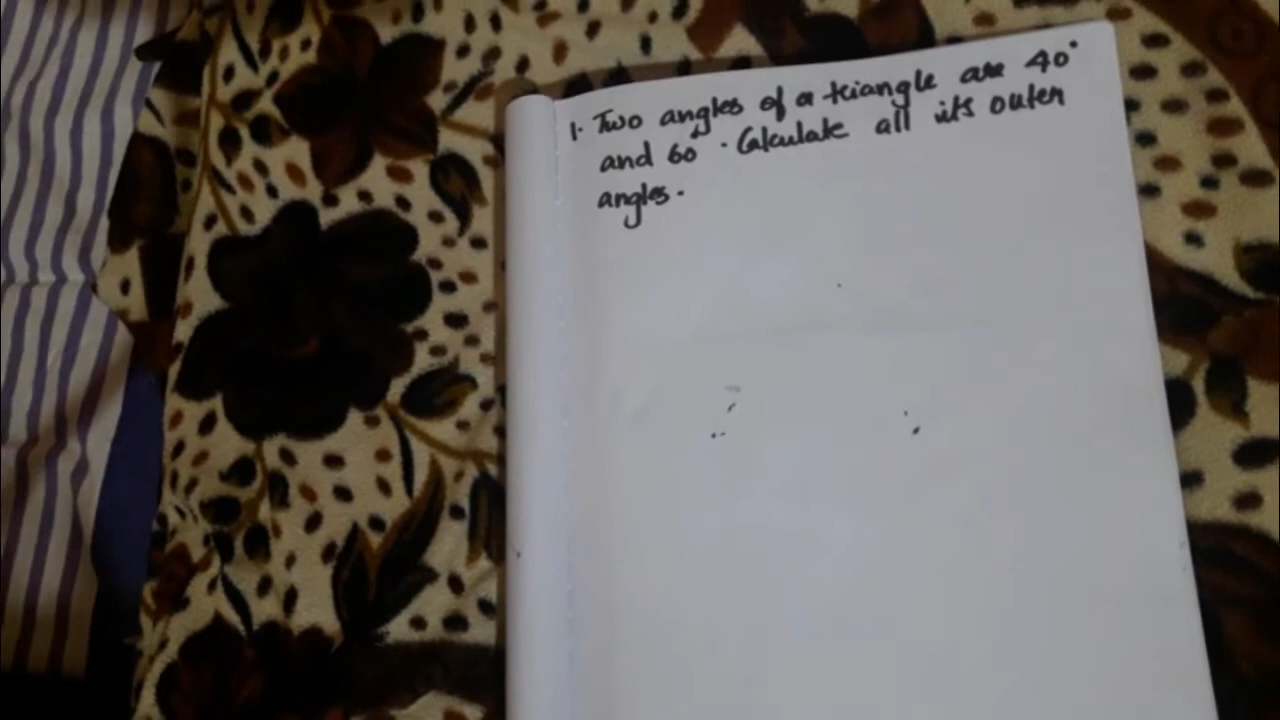 1. Two angles of a triangle are 40°
and 60°. Calculate all its outer
angles.